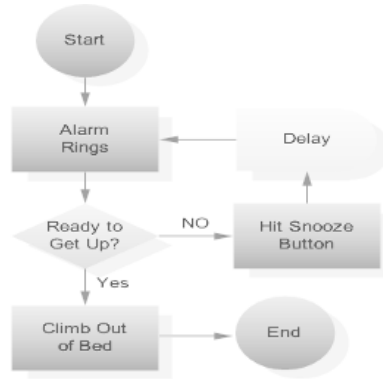 Start
Alarm
Rings
Delay
Ready to
Get Up?
NO
Hit Snooze
Button
Yes
Climb Out
of Bed
End